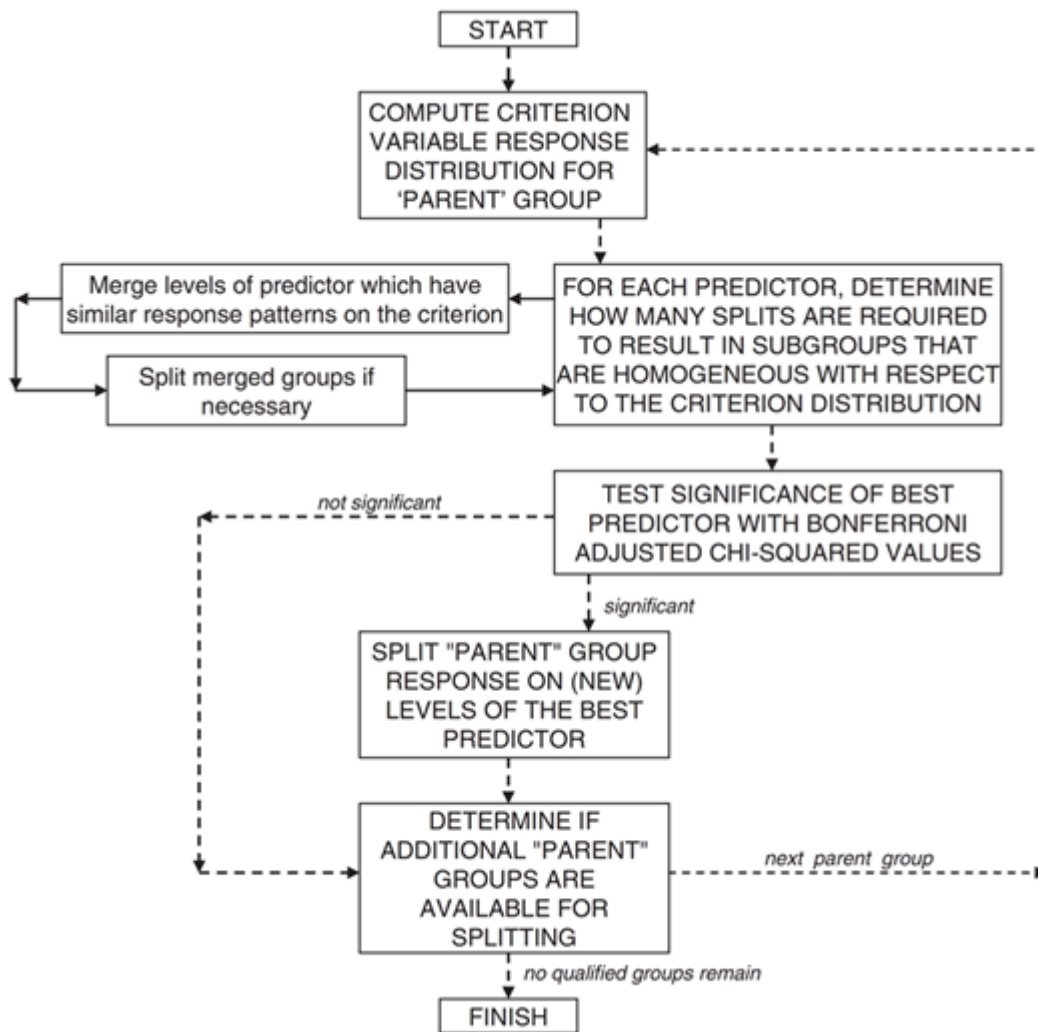 START
COMPUTE CRITERION
VARIABLE RESPONSE
DISTRIBUTION FOR
‘PARENT’ GROUP
Merge levels of predictor which have
similar response patterns on the criterion
FOR EACH PREDICTOR, DETERMINE
HOW MANY SPLITS ARE REQUIRED
TO RESULT IN SUBGROUPS THAT
ARE HOMOGENEOUS WITH RESPECT
TO THE CRITERION DISTRIBUTION
Split merged groups if
necessary
TEST SIGNIFICANCE OF BEST
PREDICTOR WITH BONFERRONI
ADJUSTED CHI-SQUARED VALUES
not significant
significant
SPLIT "PARENT" GROUP
RESPONSE ON (NEW)
LEVELS OF THE BEST
PREDICTOR
DETERMINE IF
ADDITIONAL "PARENT"
GROUPS ARE
AVAILABLE FOR
SPLITTING
next parent group
no qualified groups remain
FINISH